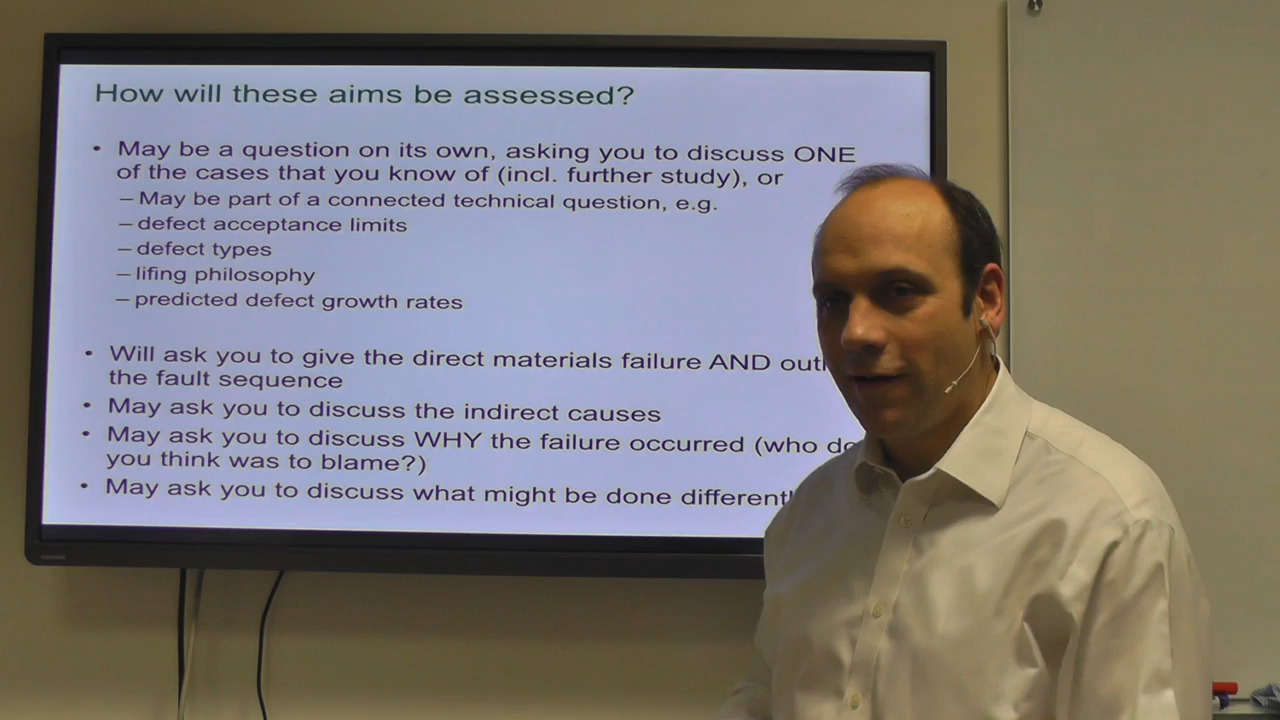 How will these aims be assessed?
• May be a question on its own, asking you to discuss ONE
of the cases that you know of (incl. further study), or
– May be part of a connected technical question, e.g.
– defect acceptance limits
– defect types
– lifing philosophy
– predicted defect growth rates
• Will ask you to give the direct materials failure AND
the fault sequence
• May ask you to discuss the indirect causes
• May ask you to discuss WHY the failure occurred (who do
you think was to blame?)
• May ask you to discuss what might be done
TOSHIBA